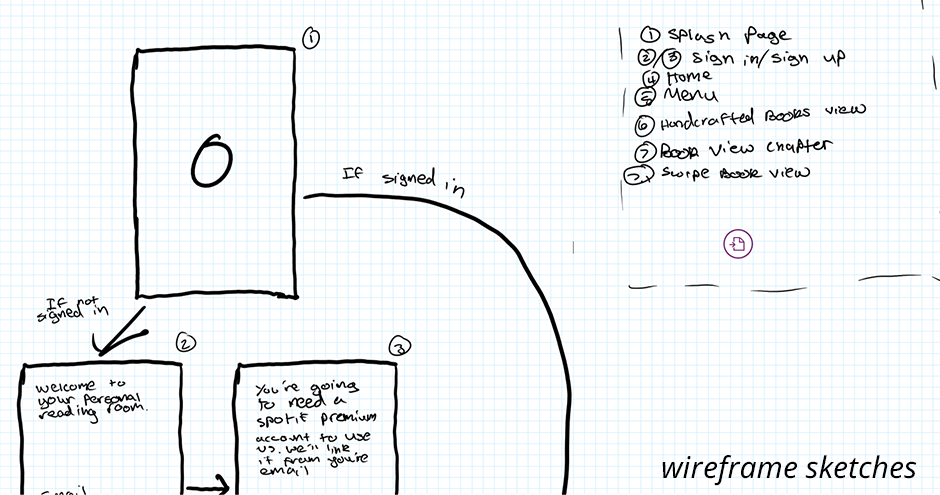 ①
① Splash Page
②/③ Sign in/sign up
④ Home
⑤ Menu
⑥ Handcrafted Books view
⑦ Book view chapter
7.1 Swipe Book view
If signed in
If not
signed in
②
welcome to
your personal
reading room.
Email
③
You're going
to need a
spotif premium
account to use
us. we'll link
it from you're
email
wireframe sketches